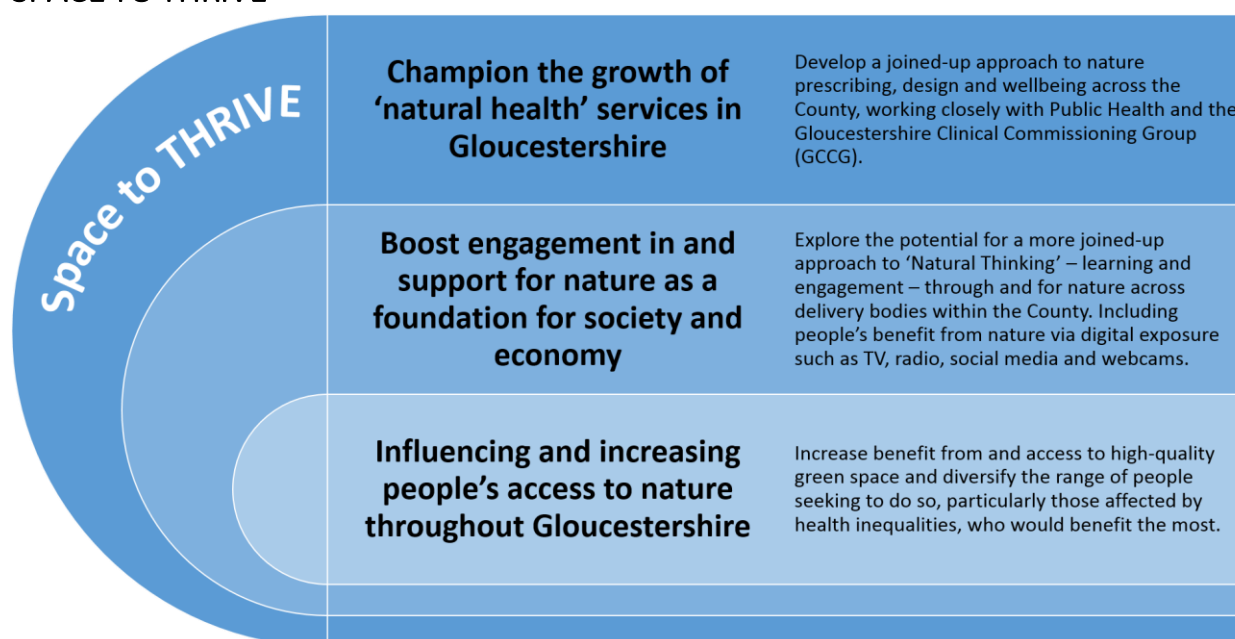 SPACE TO THRIVE
Space to THRIVE
Champion the growth of
‘natural health’ services in
Gloucestershire
Develop a joined-up approach to nature
prescribing, design and wellbeing across the
County, working closely with Public Health and the
Gloucestershire Clinical Commissioning Group
(GCCG).
Boost engagement in and
support for nature as a
foundation for society and
economy
Explore the potential for a more joined-up
approach to ‘Natural Thinking’ – learning and
engagement – through and for nature across
delivery bodies within the County. Including
people’s benefit from nature via digital exposure
such as TV, radio, social media and webcams.
Influencing and increasing
people’s access to nature
throughout Gloucestershire
Increase benefit from and access to high-quality
green space and diversify the range of people
seeking to do so, particularly those affected by
health inequalities, who would benefit the most.